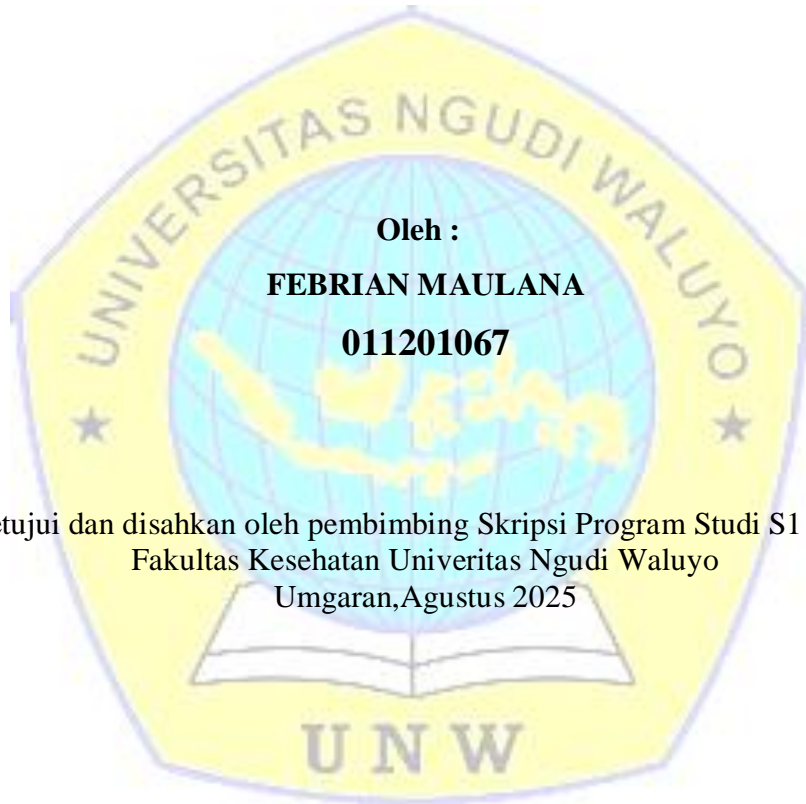 UNIVERSITAS NGUDI WALUYO
Oleh :
FEBRIAN MAULANA
011201067
etujui dan disahkan oleh pembimbing Skripsi Program Studi S1
Fakultas Kesehatan Univeritas Ngudi Waluyo
Umgaran,Agustus 2025
UNW